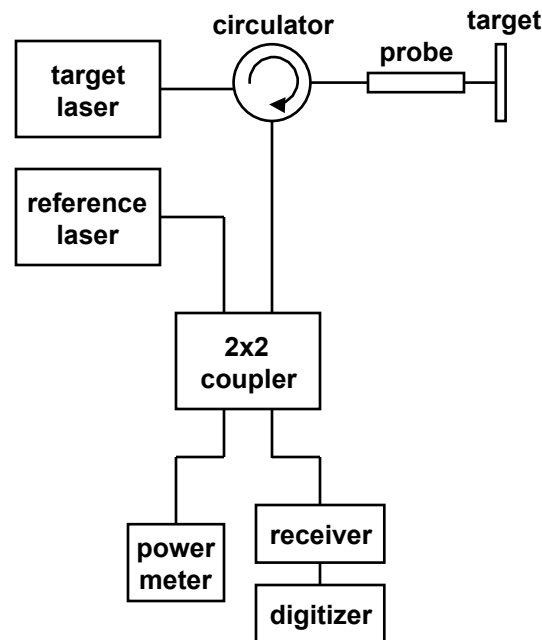 circulator
target
probe
target
laser
reference
laser
2x2
coupler
power
meter
receiver
digitizer